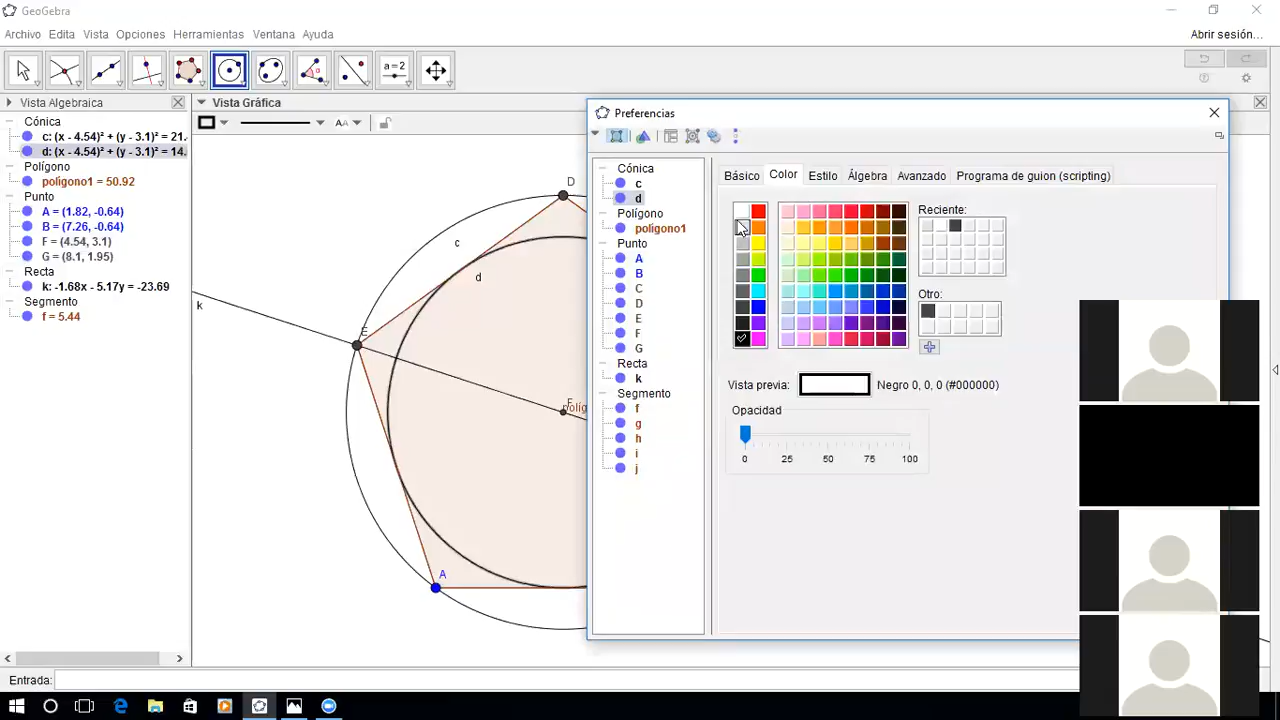 GeoGebra
Archivo Edita Vista Opciones Herramientas Ventana Ayuda
Abrir sesión...
a=2
Vista Algebraica
Vista Gráfica
AA
Cónica
c: (x - 4.54)² + (y - 3.1)² = 21.
d: (x - 4.54)² + (y - 3.1)² = 14.
Polígono
polígono1 = 50.92
Punto
A = (1.82, -0.64)
B = (7.26, -0.64)
F = (4.54, 3.1)
G = (8.1, 1.95)
Recta
k: -1.68x - 5.17y = -23.69
Segmento
f = 5.44
D
c
d
k
E
F
políg
A
Preferencias
Cónica
c
d
Polígono
polígono1
Punto
A
B
C
D
E
F
G
Recta
k
Segmento
f
g
h
i
j
Básico Color Estilo Álgebra Avanzado Programa de guion (scripting)
Reciente:
Otro:
Vista previa: Negro 0, 0, 0 (#000000)
Opacidad
0 25 50 75 100
Entrada: